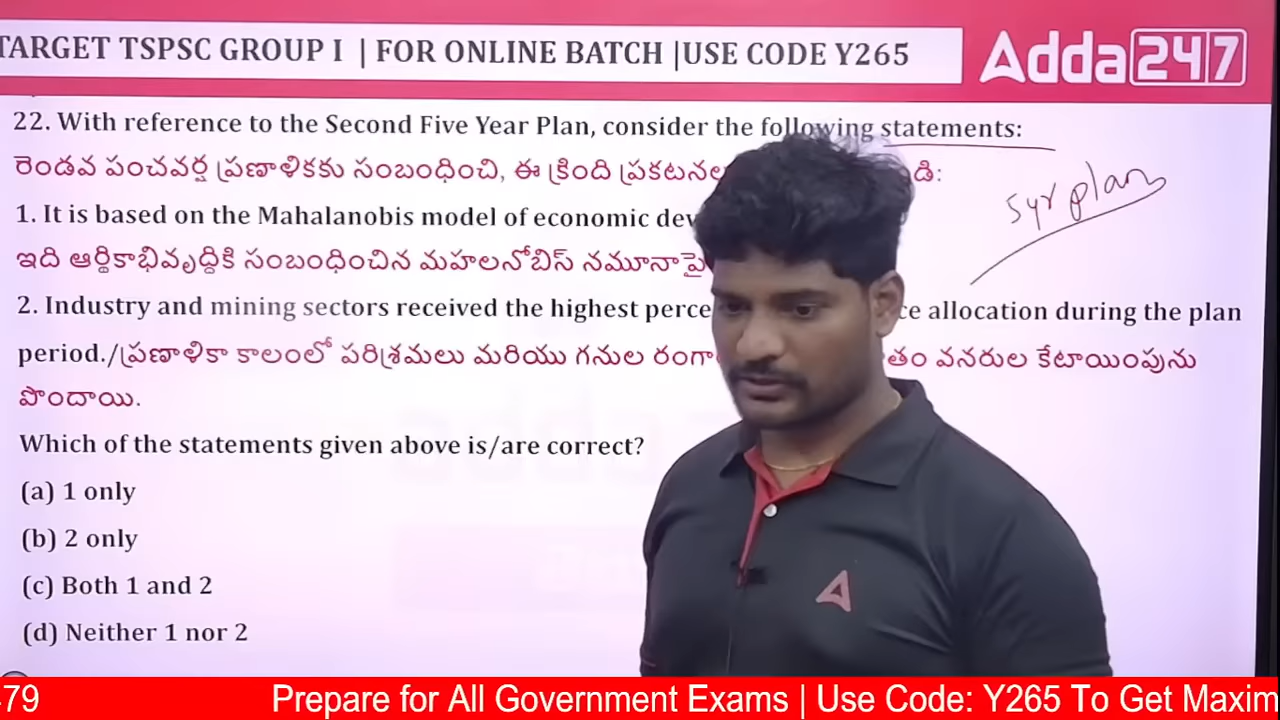 TARGET TSPSC GROUP I | FOR ONLINE BATCH |USE CODE Y265
Adda247
22. With reference to the Second Five Year Plan, consider the following statements:
రెండవ పంచవర్ష ప్రణాళికకు సంబంధించి, ఈ క్రింది
5yr plan
1. It is based on the Mahalanobis model of economic
ఇది ఆర్థికాభివృద్ధికి సంబంధించిన మహలనోబిస్ నమూనాపై
2. Industry and mining sectors received the highest allocation during the plan
period./ప్రణాళికా కాలంలో పరిశ్రమలు మరియు గనుల వనరుల కేటాయింపును
పొందాయి.
Which of the statements given above is/are correct?
(a) 1 only
(b) 2 only
(c) Both 1 and 2
(d) Neither 1 nor 2
79 Prepare for All Government Exams | Use Code: Y265 To Get